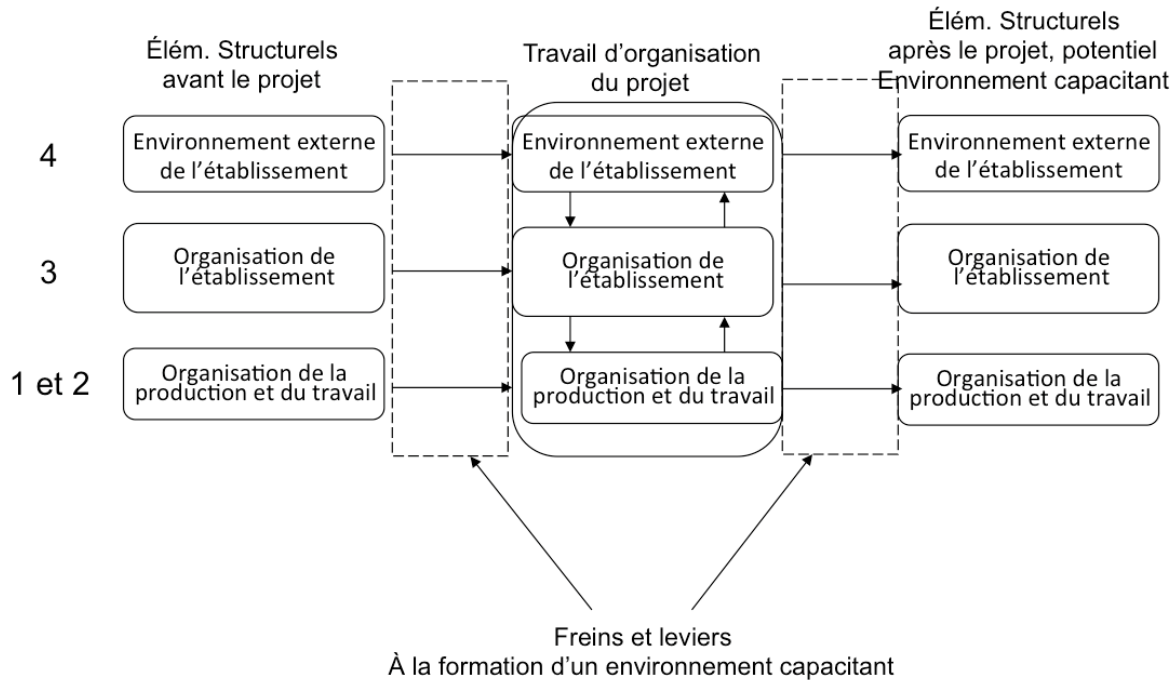 Élém. Structurels
avant le projet
Travail d'organisation
du projet
Élém. Structurels
après le projet, potentiel
Environnement capacitant
4
Environnement externe
de l'établissement
Environnement externe
de l'établissement
Environnement externe
de l'établissement
3
Organisation de
l'établissement
Organisation de
l'établissement
Organisation de
l'établissement
1 et 2
Organisation de la
production et du travail
Organisation de la
production et du travail
Organisation de la
production et du travail
Freins et leviers
À la formation d'un environnement capacitant